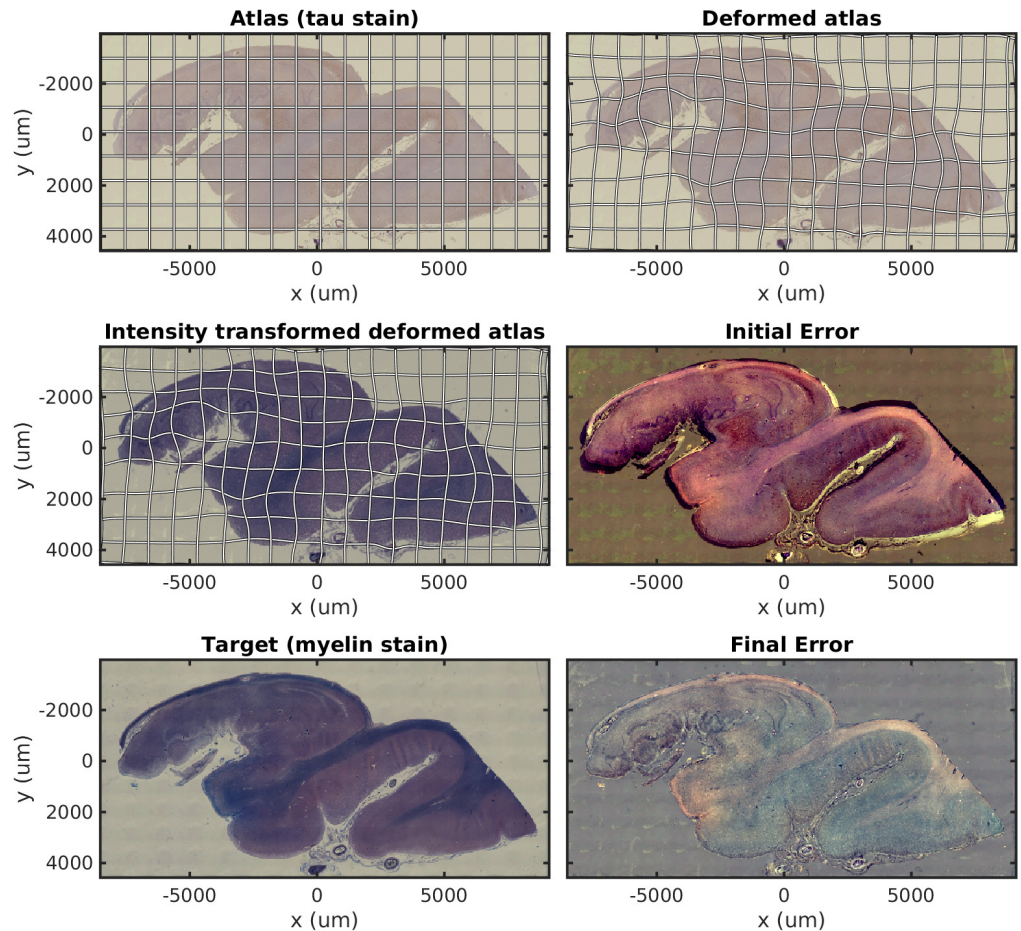 Atlas (tau stain)
Deformed atlas
y (um)
-2000
0
2000
4000
-5000 0 5000
-5000 0 5000
x (um)
x (um)
Intensity transformed deformed atlas
Initial Error
y (um)
-2000
0
2000
4000
-5000 0 5000
-5000 0 5000
x (um)
x (um)
Target (myelin stain)
Final Error
y (um)
-2000
0
2000
4000
-5000 0 5000
-5000 0 5000
x (um)
x (um)